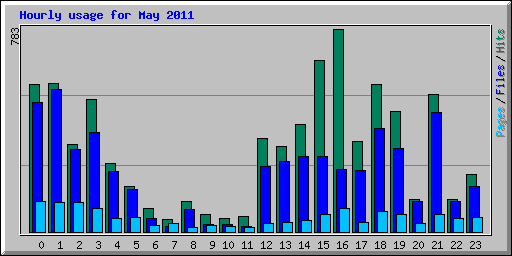 Hourly usage for May 2011
783
Pages / Files / Hits
0 1 2 3 4 5 6 7 8 9 10 11 12 13 14 15 16 17 18 19 20 21 22 23